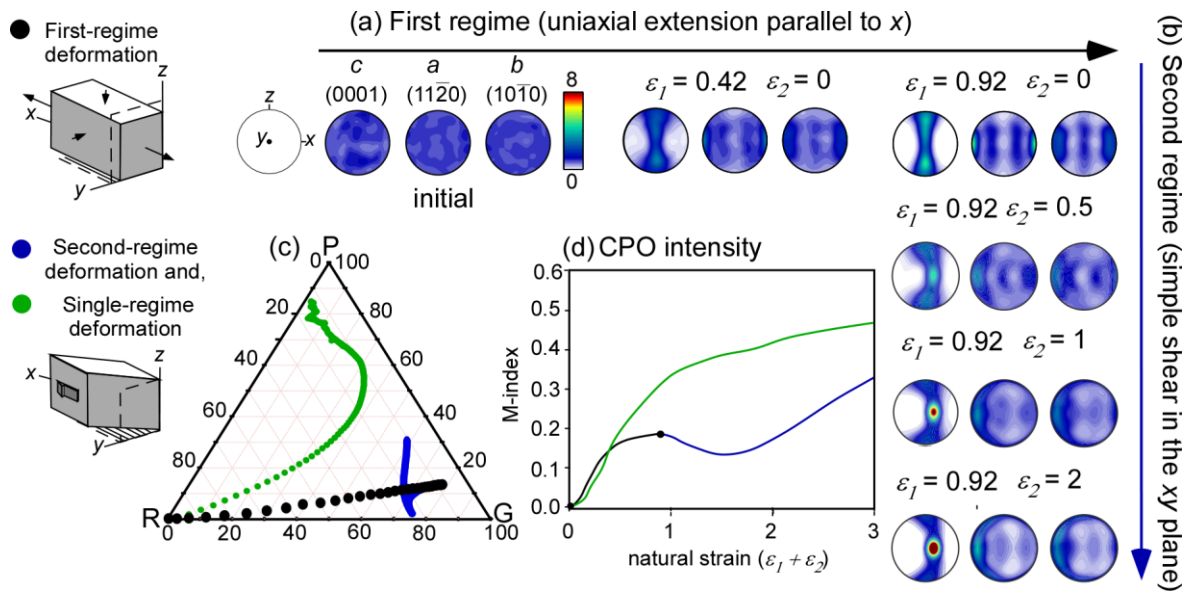 (a) First regime (uniaxial extension parallel to x)
(b) Second regime (simple shear in the xy plane)
First-regime
deformation
z
x
y
z
y
x
c a b
(0001) (112̅0) (101̅0)
8
0
initial
ε1 = 0.42 ε2 = 0
ε1 = 0.92 ε2 = 0
ε1 = 0.92 ε2 = 0.5
ε1 = 0.92 ε2 = 1
ε1 = 0.92 ε2 = 2
Second-regime
deformation and,
Single-regime
deformation
z
x
y
(c)
P
0 100
20 80
40 60
60 40
80 20
R G
0 20 40 60 80 100
(d) CPO intensity
M-index
0.6
0.5
0.4
0.3
0.2
0.1
0.0
0 1 2 3
natural strain (ε1 + ε2)